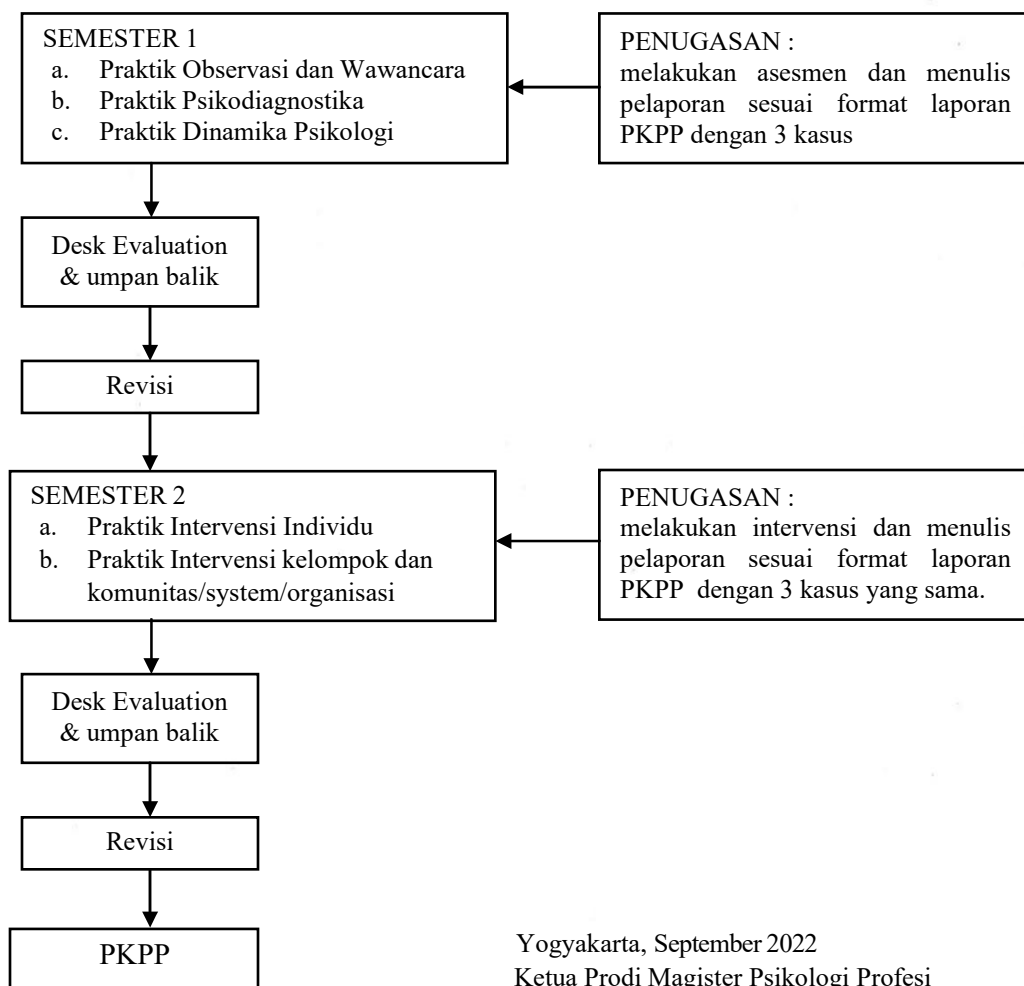 SEMESTER 1
a. Praktik Observasi dan Wawancara
b. Praktik Psikodiagnostika
c. Praktik Dinamika Psikologi
PENUGASAN :
melakukan asesmen dan menulis
pelaporan sesuai format laporan
PKPP dengan 3 kasus
Desk Evaluation
& umpan balik
Revisi
SEMESTER 2
a. Praktik Intervensi Individu
b. Praktik Intervensi kelompok dan
komunitas/system/organisasi
PENUGASAN :
melakukan intervensi dan menulis
pelaporan sesuai format laporan
PKPP dengan 3 kasus yang sama.
Desk Evaluation
& umpan balik
Revisi
PKPP
Yogyakarta, September 2022
Ketua Prodi Magister Psikologi Profesi